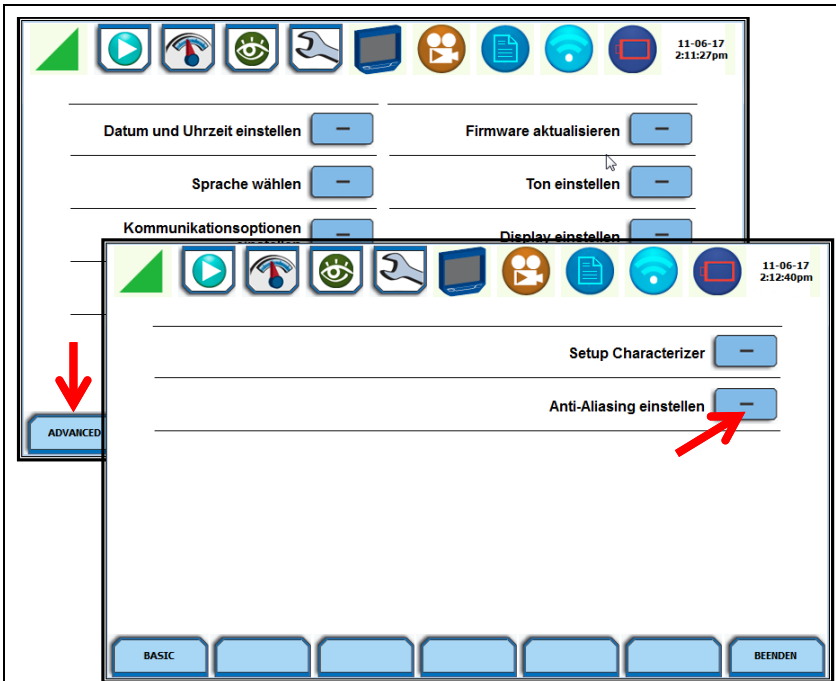 11-06-17
2:11:27pm
Datum und Uhrzeit einstellen
Firmware aktualisieren
Sprache wählen
Ton einstellen
Kommunikationsoptionen
einstellen
Display einstellen
ADVANCED
11-06-17
2:12:40pm
Setup Characterizer
Anti-Aliasing einstellen
BASIC
BEENDEN